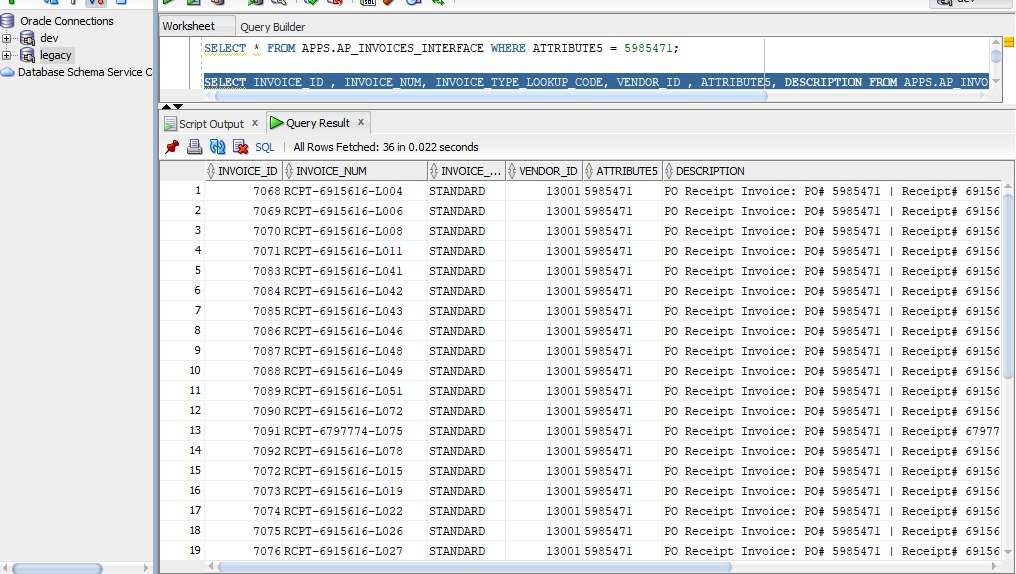 dev
Oracle Connections
dev
legacy
Database Schema Service C
Worksheet Query Builder
SELECT * FROM APPS.AP_INVOICES_INTERFACE WHERE ATTRIBUTE5 = 5985471;
SELECT INVOICE_ID , INVOICE_NUM, INVOICE_TYPE_LOOKUP_CODE, VENDOR_ID , ATTRIBUTE5, DESCRIPTION FROM APPS.AP_INVO
Script Output x Query Result x
SQL | All Rows Fetched: 36 in 0.022 seconds
INVOICE_ID INVOICE_NUM INVOICE_... VENDOR_ID ATTRIBUTE5 DESCRIPTION
1 7068 RCPT-6915616-L004 STANDARD 13001 5985471 PO Receipt Invoice: PO# 5985471 | Receipt# 69156
2 7069 RCPT-6915616-L006 STANDARD 13001 5985471 PO Receipt Invoice: PO# 5985471 | Receipt# 69156
3 7070 RCPT-6915616-L008 STANDARD 13001 5985471 PO Receipt Invoice: PO# 5985471 | Receipt# 69156
4 7071 RCPT-6915616-L011 STANDARD 13001 5985471 PO Receipt Invoice: PO# 5985471 | Receipt# 69156
5 7083 RCPT-6915616-L041 STANDARD 13001 5985471 PO Receipt Invoice: PO# 5985471 | Receipt# 69156
6 7084 RCPT-6915616-L042 STANDARD 13001 5985471 PO Receipt Invoice: PO# 5985471 | Receipt# 69156
7 7085 RCPT-6915616-L043 STANDARD 13001 5985471 PO Receipt Invoice: PO# 5985471 | Receipt# 69156
8 7086 RCPT-6915616-L046 STANDARD 13001 5985471 PO Receipt Invoice: PO# 5985471 | Receipt# 69156
9 7087 RCPT-6915616-L048 STANDARD 13001 5985471 PO Receipt Invoice: PO# 5985471 | Receipt# 69156
10 7088 RCPT-6915616-L049 STANDARD 13001 5985471 PO Receipt Invoice: PO# 5985471 | Receipt# 69156
11 7089 RCPT-6915616-L051 STANDARD 13001 5985471 PO Receipt Invoice: PO# 5985471 | Receipt# 69156
12 7090 RCPT-6915616-L072 STANDARD 13001 5985471 PO Receipt Invoice: PO# 5985471 | Receipt# 69156
13 7091 RCPT-6797774-L075 STANDARD 13001 5985471 PO Receipt Invoice: PO# 5985471 | Receipt# 67977
14 7092 RCPT-6915616-L078 STANDARD 13001 5985471 PO Receipt Invoice: PO# 5985471 | Receipt# 69156
15 7072 RCPT-6915616-L015 STANDARD 13001 5985471 PO Receipt Invoice: PO# 5985471 | Receipt# 69156
16 7073 RCPT-6915616-L019 STANDARD 13001 5985471 PO Receipt Invoice: PO# 5985471 | Receipt# 69156
17 7074 RCPT-6915616-L022 STANDARD 13001 5985471 PO Receipt Invoice: PO# 5985471 | Receipt# 69156
18 7075 RCPT-6915616-L026 STANDARD 13001 5985471 PO Receipt Invoice: PO# 5985471 | Receipt# 69156
19 7076 RCPT-6915616-L027 STANDARD 13001 5985471 PO Receipt Invoice: PO# 5985471 | Receipt# 69156